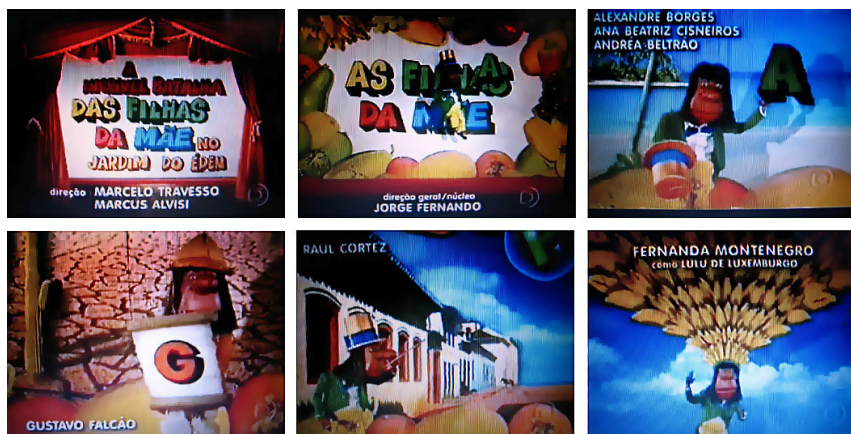 A
INCRÍVEL BATALHA
DAS FILHAS
DA MÃE NO
JARDIM DO ÉDEN
direção MARCELO TRAVESSO
MARCUS ALVISI
AS FILHAS
DA MÃE
direção geral/núcleo
JORGE FERNANDO
ALEXANDRE BORGES
ANA BEATRIZ CISNEIROS
ANDREA BELTRÃO
A
G
GUSTAVO FALCÃO
RAUL CORTEZ
FERNANDA MONTENEGRO
como LULU DE LUXEMBURGO